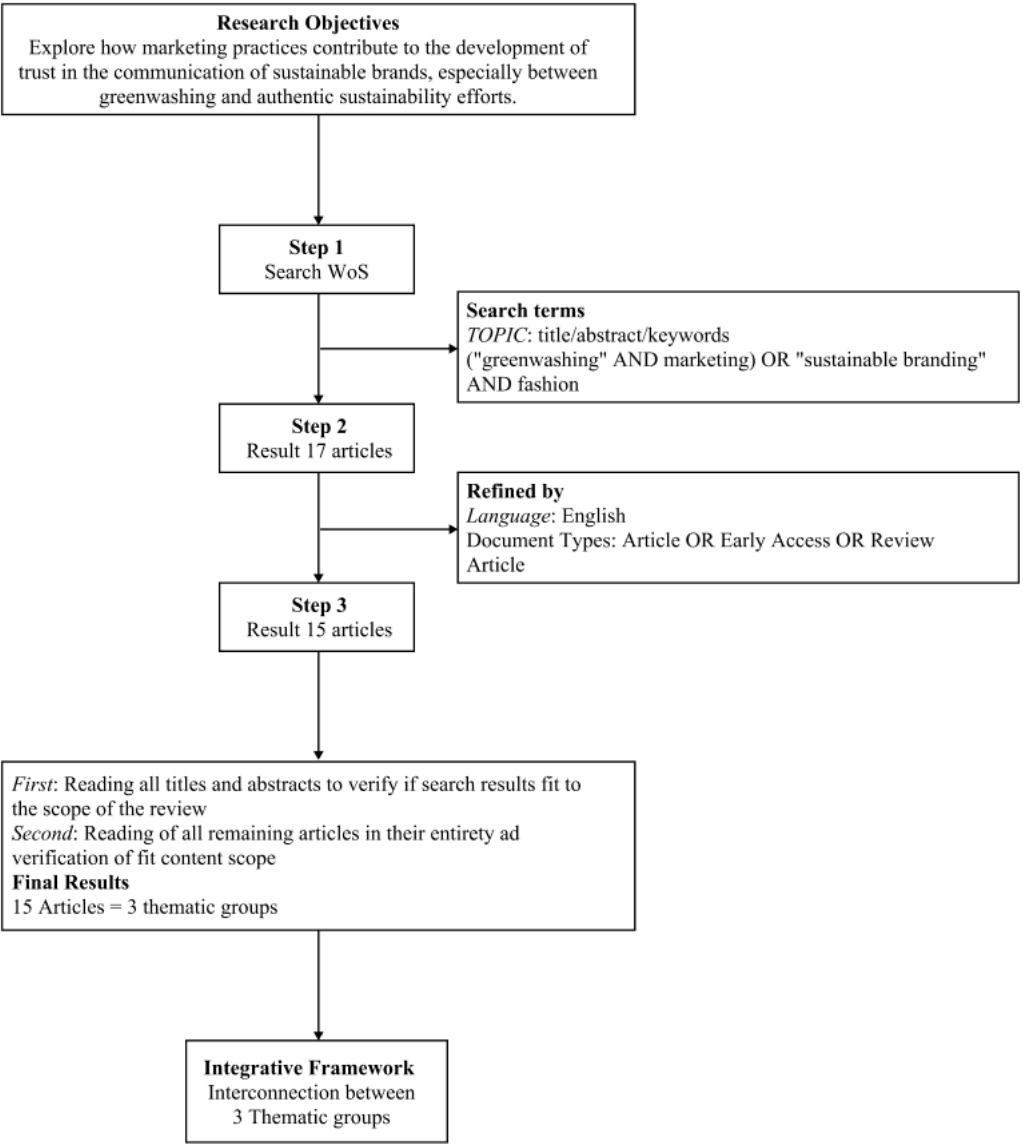 Research Objectives
Explore how marketing practices contribute to the development of
trust in the communication of sustainable brands, especially between
greenwashing and authentic sustainability efforts.
Step 1
Search WoS
Search terms
TOPIC: title/abstract/keywords
("greenwashing" AND marketing) OR "sustainable branding"
AND fashion
Step 2
Result 17 articles
Refined by
Language: English
Document Types: Article OR Early Access OR Review
Article
Step 3
Result 15 articles
First: Reading all titles and abstracts to verify if search results fit to
the scope of the review
Second: Reading of all remaining articles in their entirety ad
verification of fit content scope
Final Results
15 Articles = 3 thematic groups
Integrative Framework
Interconnection between
3 Thematic groups